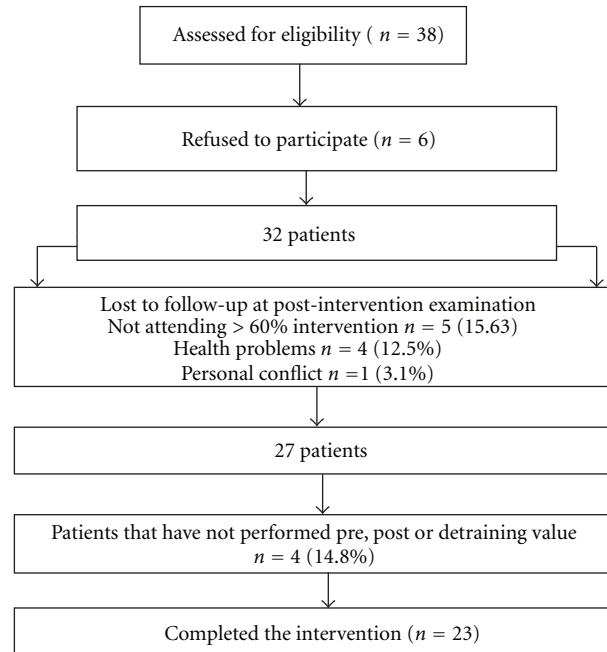 Assessed for eligibility ( n = 38)
Refused to participate (n = 6)
32 patients
Lost to follow-up at post-intervention examination
Not attending > 60% intervention n = 5 (15.63)
Health problems n = 4 (12.5%)
Personal conflict n =1 (3.1%)
27 patients
Patients that have not performed pre, post or detraining value
n = 4 (14.8%)
Completed the intervention (n = 23)